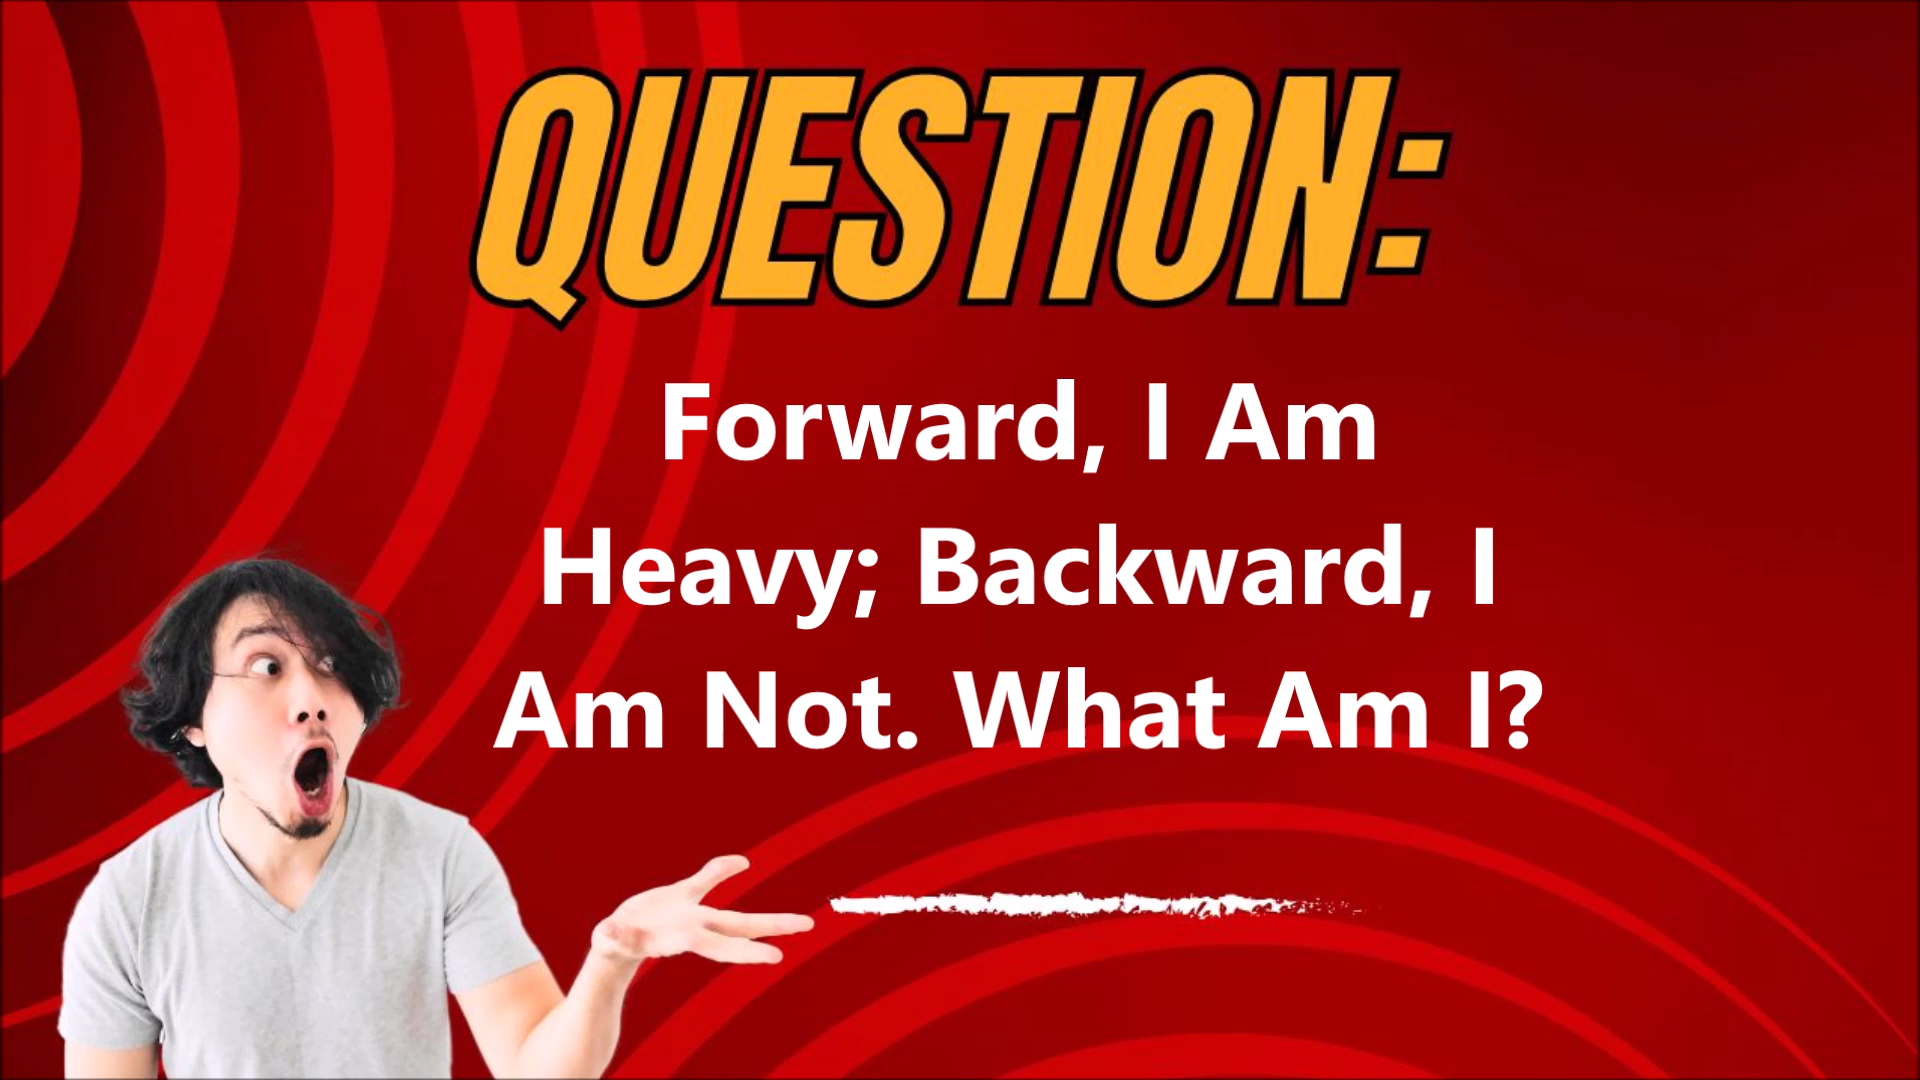 QUESTION:
Forward, I Am
Heavy; Backward, I
Am Not. What Am I?